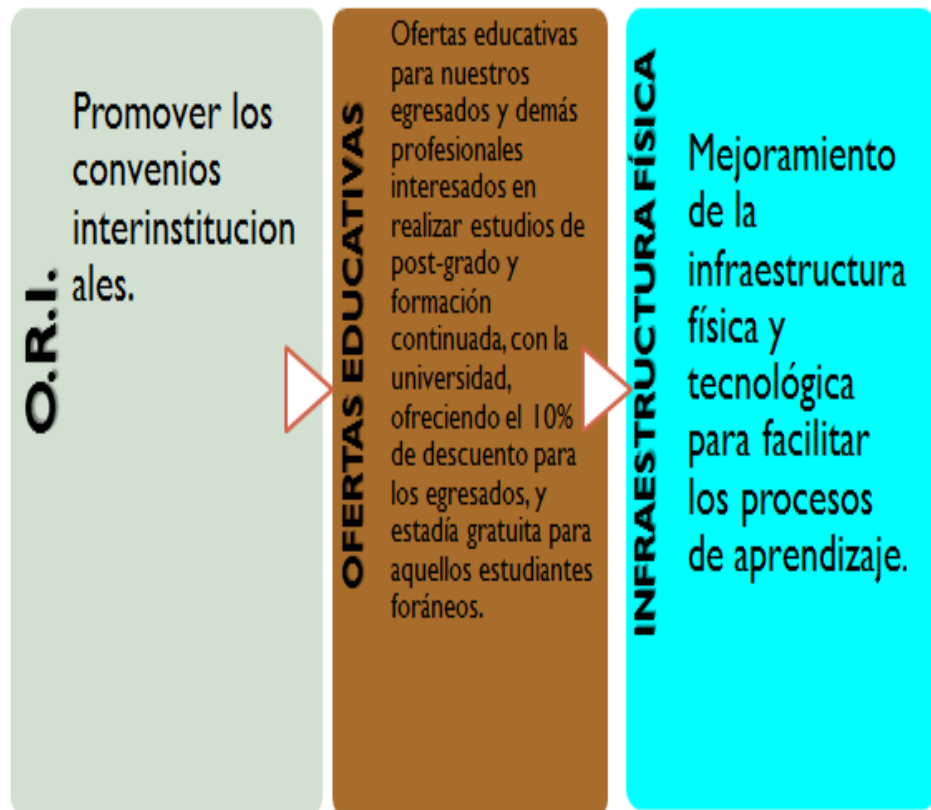 O.R.I.
Promover los
convenios
interinstitucion
ales.
OFERTAS EDUCATIVAS
Ofertas educativas
para nuestros
egresados y demás
profesionales
interesados en
realizar estudios de
post-grado y
formación
continuada, con la
universidad,
ofreciendo el 10%
de descuento para
los egresados, y
estadía gratuita para
aquellos estudiantes
foráneos.
INFRAESTRUCTURA FÍSICA
Mejoramiento
de la
infraestructura
física y
tecnológica
para facilitar
los procesos
de aprendizaje.